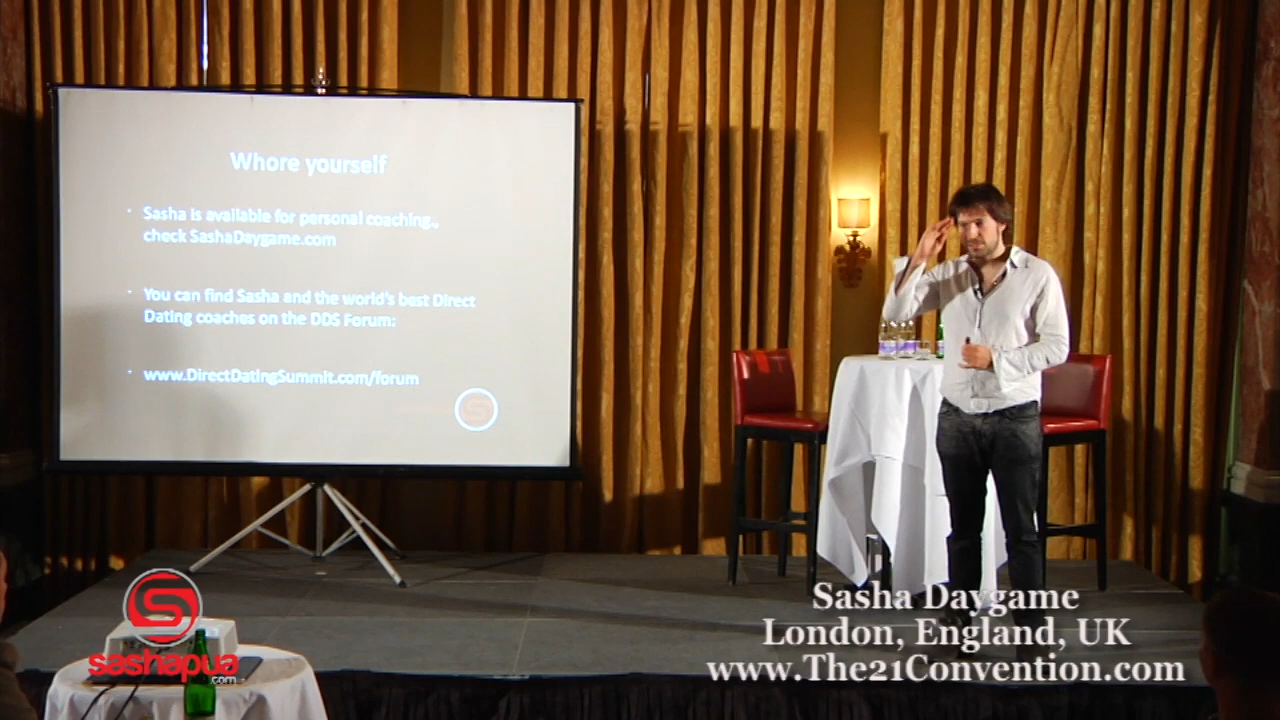 Whore yourself
Sasha is available for personal coaching..
check SashaDaygame.com
You can find Sasha and the world's best Direct
Dating coaches on the DDS Forum:
www.DirectDatingSummit.com/forum
sashapua
.com
Sasha Daygame
London, England, UK
www.The21Convention.com